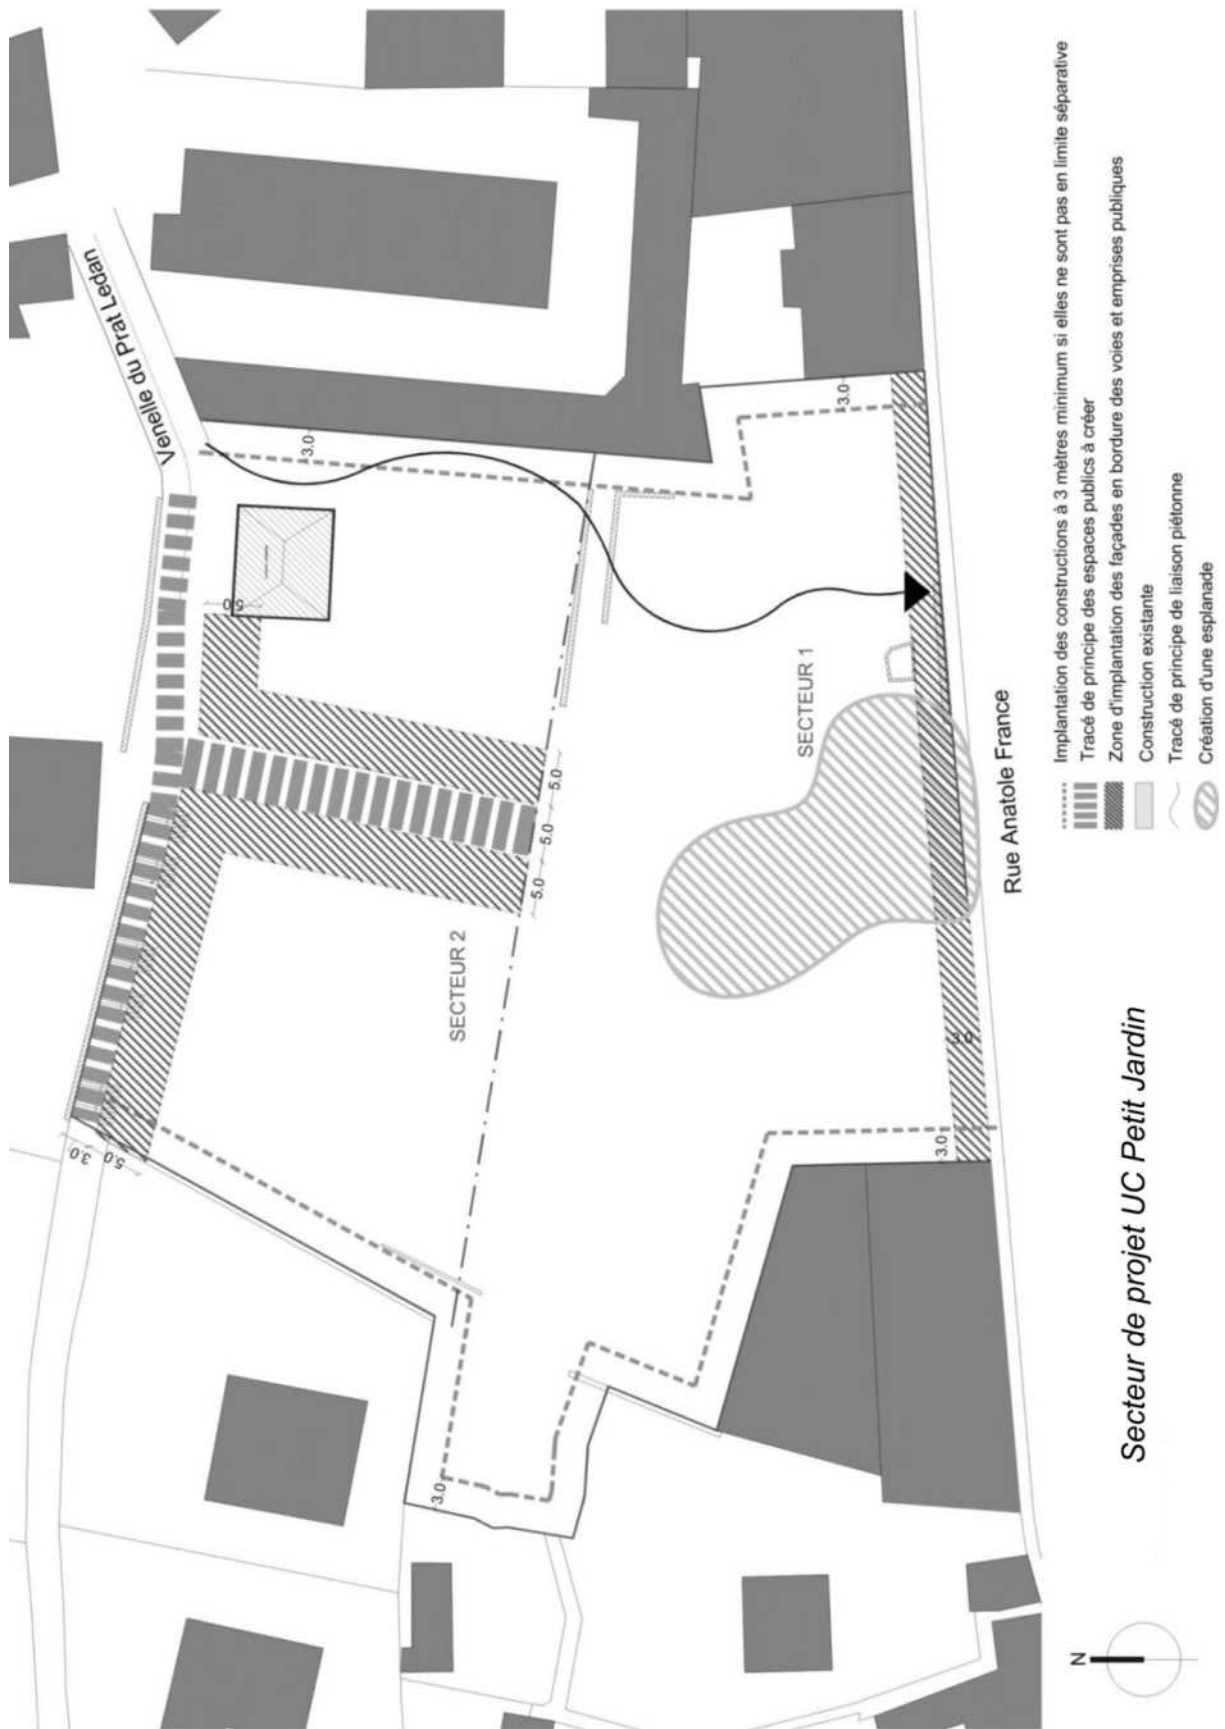 Venelle du Prat Ledan
3.0
5.0
3.0
5.0
5.0
5.0
5.0
3.0
SECTEUR 2
SECTEUR 1
3.0
3.0
3.0
3.0
Rue Anatole France
Implantation des constructions à 3 mètres minimum si elles ne sont pas en limite séparative
Tracé de principe des espaces publics à créer
Zone d'implantation des façades en bordure des voies et emprises publiques
Construction existante
Tracé de principe de liaison piétonne
Création d'une esplanade
Secteur de projet UC Petit Jardin
N